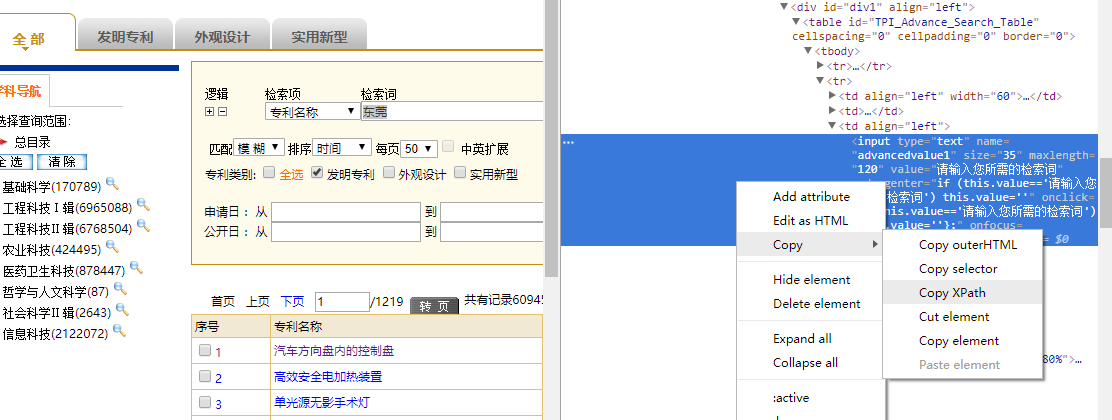 全 部
发明专利
外观设计
实用新型
学科导航
选择查询范围:
总目录
全 选
清 除
基础科学(170789)
工程科技Ⅰ辑(6965088)
工程科技Ⅱ辑(6768504)
农业科技(424495)
医药卫生科技(878447)
哲学与人文科学(87)
社会科学Ⅱ辑(2643)
信息科技(2122072)
逻辑 检索项 检索词
专利名称 东莞
匹配 模 糊 排序 时间 每页 50 中英扩展
专利类别: 全选 发明专利 外观设计 实用新型
申请日： 从 到
公开日： 从 到
首页 上页 下页 1 /1219 转 页 共有记录60945
序号 专利名称
1 汽车方向盘内的控制盘
2 高效安全电加热装置
3 单光源无影手术灯
▼<div id="div1" align="left">
▼<table id="TPI_Advance_Search_Table"
cellspacing="0" cellpadding="0" border="0">
▼<tbody>
▶<tr>…</tr>
▼<tr>
▶<td align="left" width="60">…</td>
▶<td>…</td>
▼<td align="left">
<input type="text" name=
"advancedvalue1" size="35" maxlength=
"120" value="请输入您所需的检索词
genter="if (this.value=='请输入您
检索词') this.value=''" onclick=
this.value=='请输入您所需的检索词')
.value=''};" onfocus=
== $0
80%">…
Add attribute
Edit as HTML
Copy
Hide element
Delete element
Expand all
Collapse all
:active
Copy outerHTML
Copy selector
Copy XPath
Cut element
Copy element
Paste element